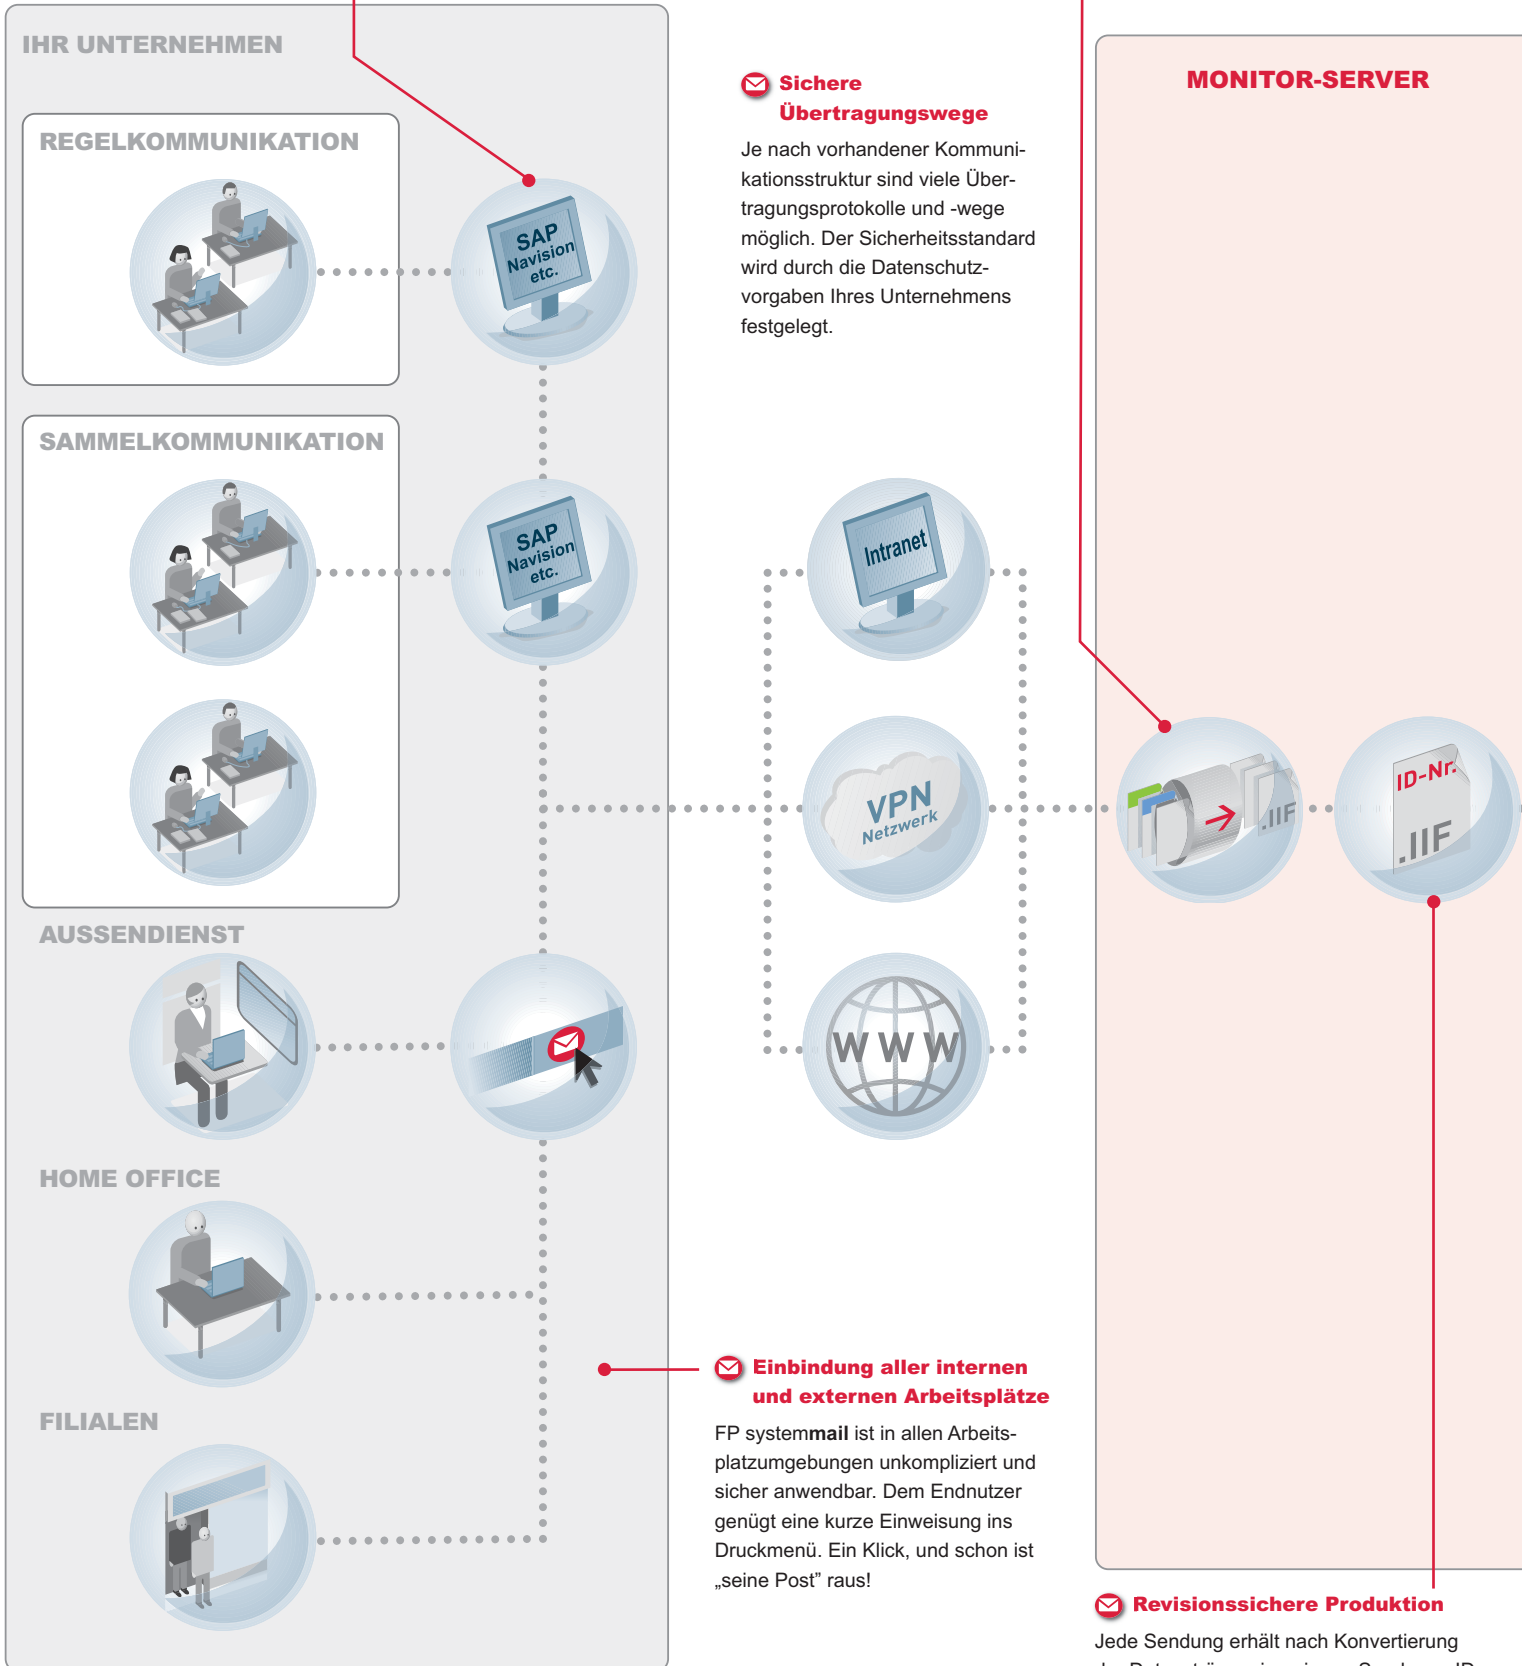 IHR UNTERNEHMEN
REGELKOMMUNIKATION
SAP
Navision
etc.
SAMMELKOMMUNIKATION
SAP
Navision
etc.
AUSSENDIENST
HOME OFFICE
FILIALEN
Sichere
Übertragungswege
Je nach vorhandener Kommuni-
kationsstruktur sind viele Über-
tragungsprotokolle und -wege
möglich. Der Sicherheitsstandard
wird durch die Datenschutz-
vorgaben Ihres Unternehmens
festgelegt.
Intranet
VPN
Netzwerk
WWW
Einbindung aller internen
und externen Arbeitsplätze
FP systemmail ist in allen Arbeits-
platzumgebungen unkompliziert und
sicher anwendbar. Dem Endnutzer
genügt eine kurze Einweisung ins
Druckmenü. Ein Klick, und schon ist
„seine Post” raus!
MONITOR-SERVER
.IIF
ID-Nr.
.IIF
Revisionssichere Produktion
Jede Sendung erhält nach Konvertierung